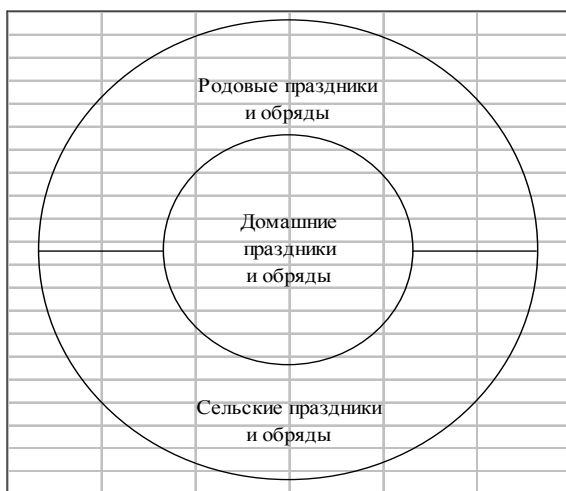 Родовые праздники
и обряды
Домашние
праздники
и обряды
Сельские праздники
и обряды